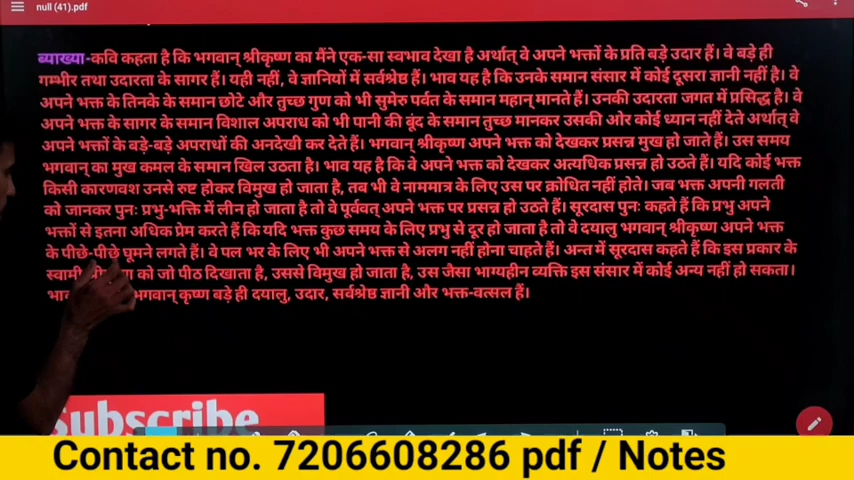 null (41).pdf
व्याख्या-कवि कहता है कि भगवान् श्रीकृष्ण का मैंने एक-सा स्वभाव देखा है अर्थात् वे अपने भक्तों के प्रति बड़े उदार हैं। वे बड़े ही
गम्भीर तथा उदारता के सागर हैं। यही नहीं, वे ज्ञानियों में सर्वश्रेष्ठ हैं। भाव यह है कि उनके समान संसार में कोई दूसरा ज्ञानी नहीं है। वे
अपने भक्त के तिनके के समान छोटे और तुच्छ गुण को भी सुमेरु पर्वत के समान महान् मानते हैं। उनकी उदारता जगत में प्रसिद्ध है। वे
अपने भक्त के सागर के समान विशाल अपराध को भी पानी की बूंद के समान तुच्छ मानकर उसकी ओर कोई ध्यान नहीं देते अर्थात् वे
अपने भक्तों के बड़े-बड़े अपराधों की अनदेखी कर देते हैं। भगवान् श्रीकृष्ण अपने भक्त को देखकर प्रसन्न मुख हो जाते हैं। उस समय
भगवान् का मुख कमल के समान खिल उठता है। भाव यह है कि वे अपने भक्त को देखकर अत्यधिक प्रसन्न हो उठते हैं। यदि कोई भक्त
किसी कारणवश उनसे रुष्ट होकर विमुख हो जाता है, तब भी वे नाममात्र के लिए उस पर क्रोधित नहीं होते। जब भक्त अपनी गलती
को जानकर पुनः प्रभु-भक्ति में लीन हो जाता है तो वे पूर्ववत् अपने भक्त पर प्रसन्न हो उठते हैं। सूरदास पुनः कहते हैं कि प्रभु अपने
भक्तों से इतना अधिक प्रेम करते हैं कि यदि भक्त कुछ समय के लिए प्रभु से दूर हो जाता है तो वे दयालु भगवान् श्रीकृष्ण अपने भक्त
के पीछे-पीछे घूमने लगते हैं। वे पल भर के लिए भी अपने भक्त से अलग नहीं होना चाहते हैं। अन्त में सूरदास कहते हैं कि इस प्रकार के
स्वामी को जो पीठ दिखाता है, उससे विमुख हो जाता है, उस जैसा भाग्यहीन व्यक्ति इस संसार में कोई अन्य नहीं हो सकता।
भगवान् कृष्ण बड़े ही दयालु, उदार, सर्वश्रेष्ठ ज्ञानी और भक्त-वत्सल हैं।
Subscribe
Contact no. 7206608286 pdf / Notes